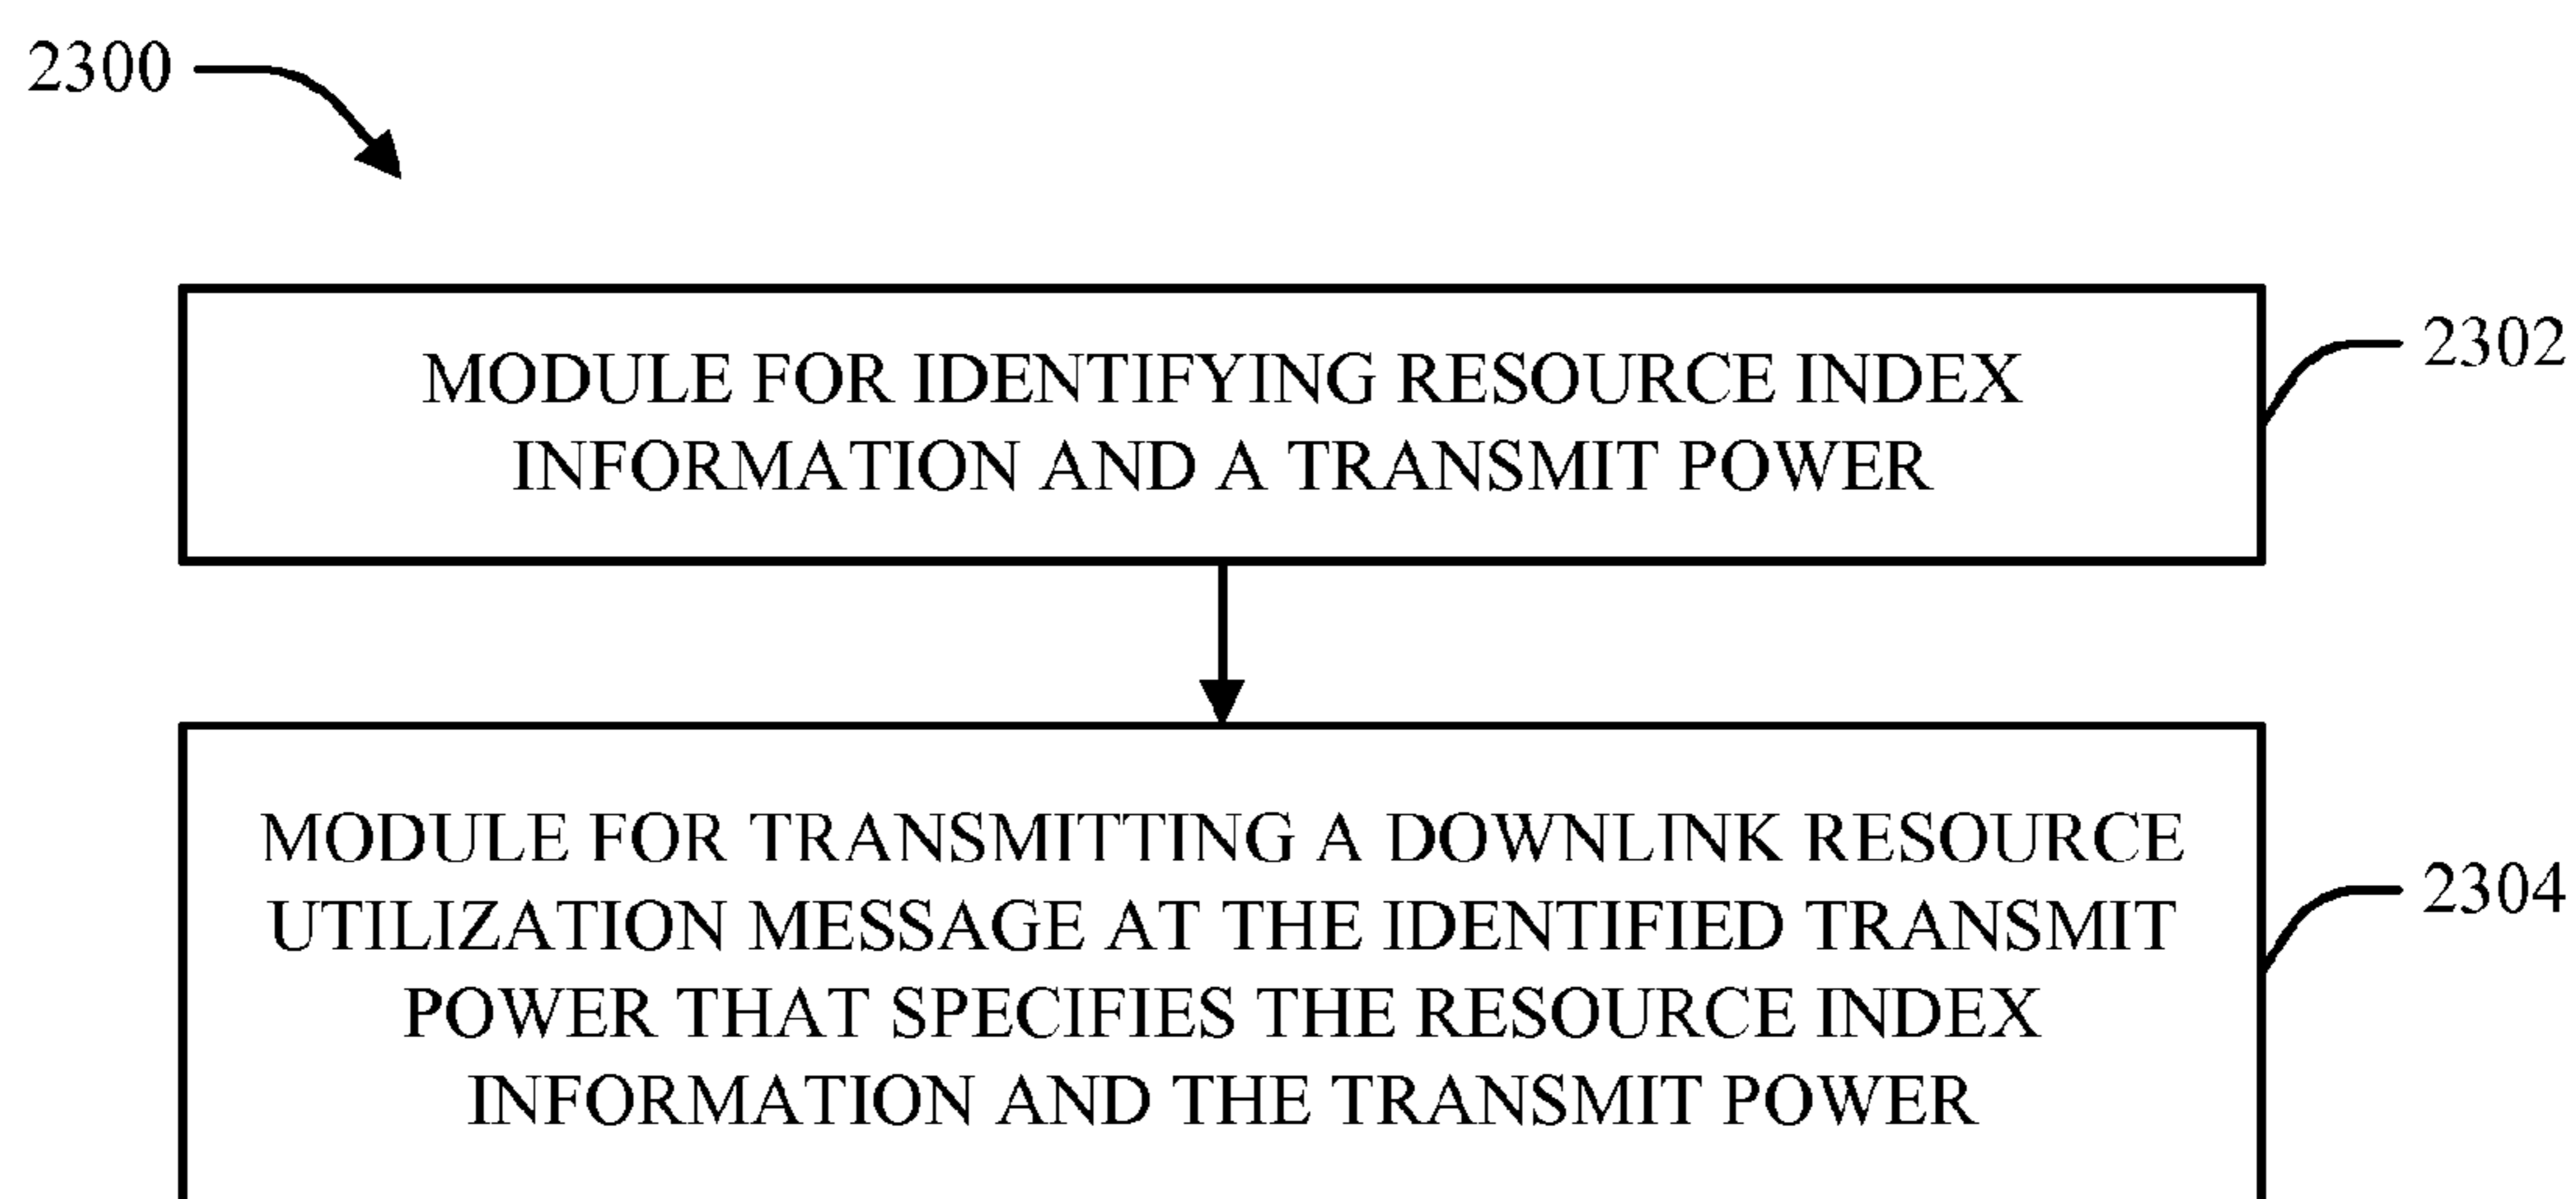 2300
MODULE FOR IDENTIFYING RESOURCE INDEX
INFORMATION AND A TRANSMIT POWER
2302
MODULE FOR TRANSMITTING A DOWNLINK RESOURCE
UTILIZATION MESSAGE AT THE IDENTIFIED TRANSMIT
POWER THAT SPECIFIES THE RESOURCE INDEX
INFORMATION AND THE TRANSMIT POWER
2304